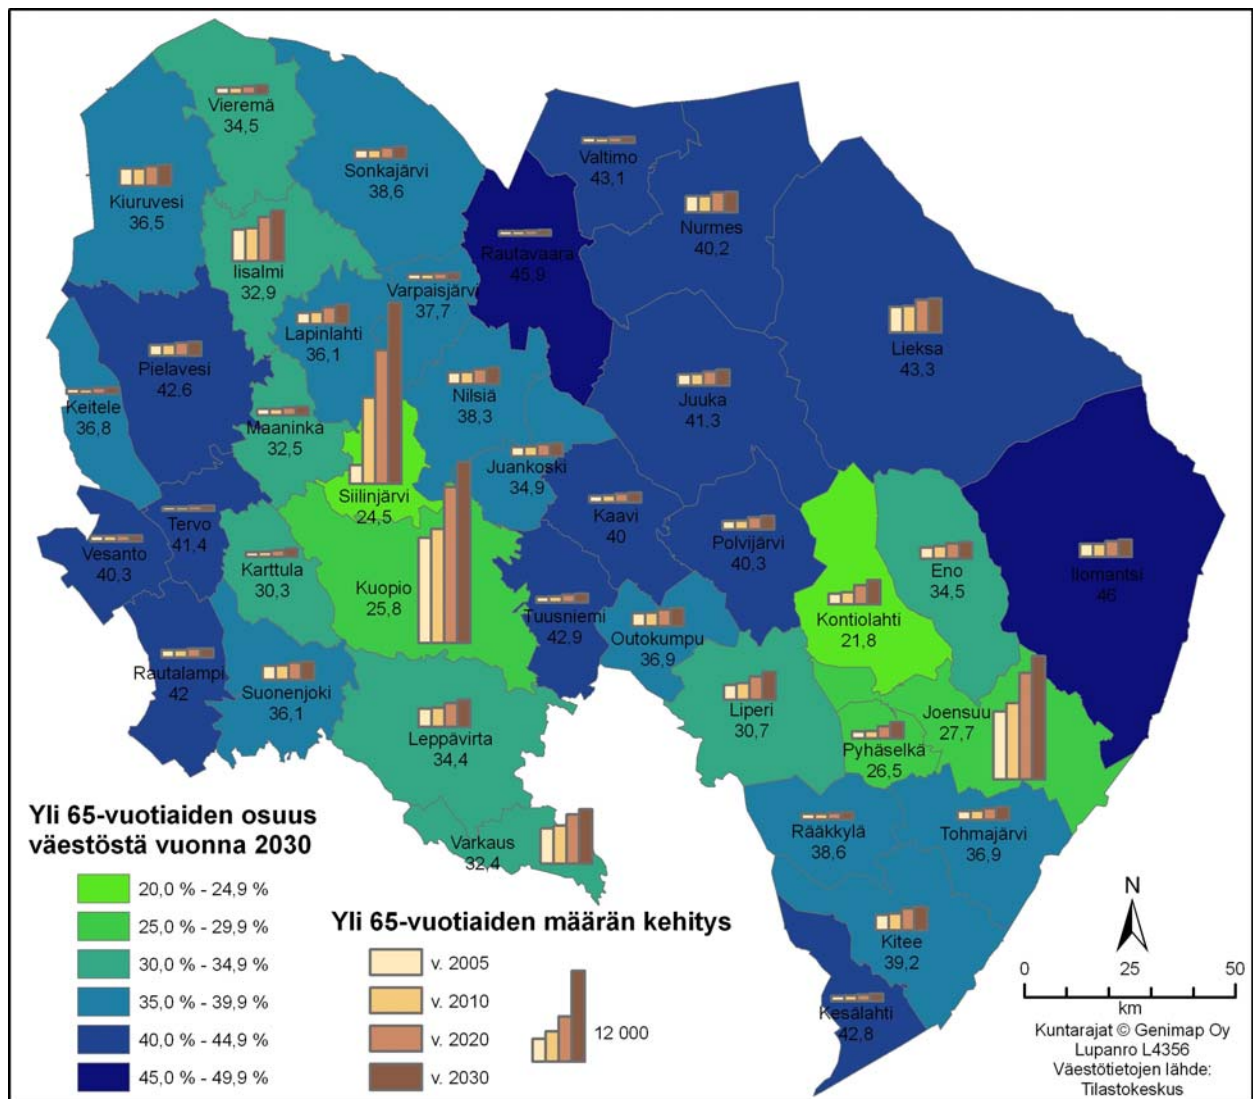 Vieremä
34,5
Sonkajärvi
38,6
Valtimo
43,1
Kiuruvesi
36,5
Nurmes
40,2
Iisalmi
32,9
Rautavaara
45,9
Varpaisjärvi
37,7
Lapinlahti
36,1
Lieksa
43,3
Pielavesi
42,6
Nilsiä
38,3
Juuka
41,3
Keitele
36,8
Maaninka
32,5
Juankoski
34,9
Siilinjärvi
24,5
Kaavi
40
Tervo
41,4
Vesanto
40,3
Polvijärvi
40,3
Karttula
30,3
Kuopio
25,8
Eno
34,5
Ilomantsi
46
Tuusniemi
42,9
Kontiolahti
21,8
Outokumpu
36,9
Rautalampi
42
Suonenjoki
36,1
Liperi
30,7
Joensuu
27,7
Leppävirta
34,4
Pyhäselkä
26,5
Varkaus
32,4
Rääkkylä
38,6
Tohmajärvi
36,9
Kitee
39,2
Kesälahti
42,8
Yli 65-vuotiaiden osuus
väestöstä vuonna 2030
20,0 % - 24,9 %
25,0 % - 29,9 %
30,0 % - 34,9 %
35,0 % - 39,9 %
40,0 % - 44,9 %
45,0 % - 49,9 %
Yli 65-vuotiaiden määrän kehitys
v. 2005
v. 2010
v. 2020
v. 2030
12 000
N
0 25 50
km
Kuntarajat © Genimap Oy
Lupanro L4356
Väestötietojen lähde:
Tilastokeskus